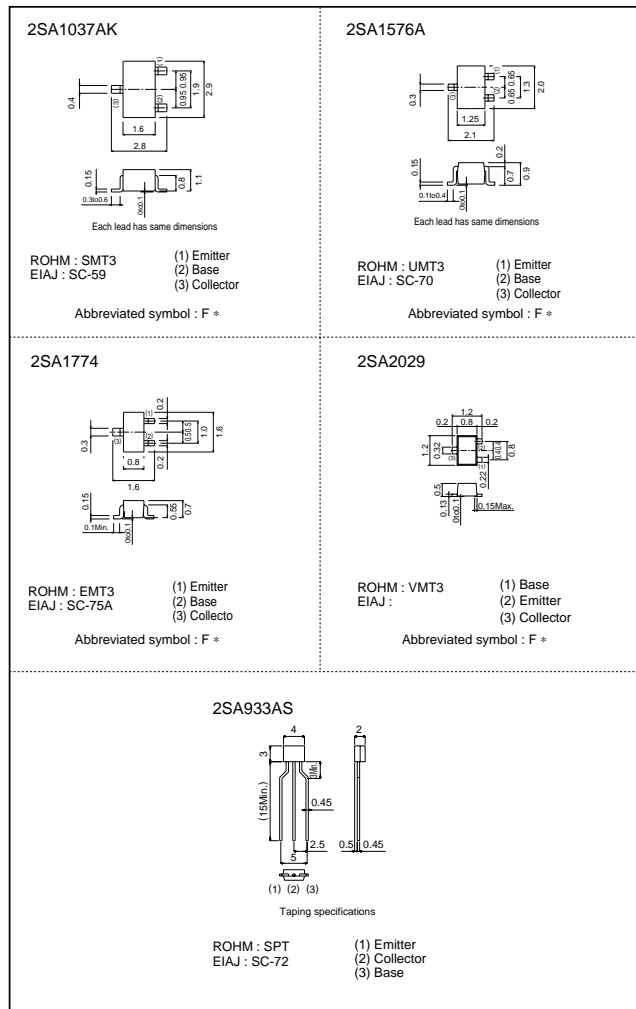 2SA1037AK
(1)
(2)
(3)
0.4
0.95 0.95
1.9
2.9
1.6
2.8
0.15
0.3to0.6
0to0.1
0.8
1.1
Each lead has same dimensions
ROHM : SMT3
EIAJ : SC-59
(1) Emitter
(2) Base
(3) Collector
Abbreviated symbol : F *
2SA1576A
(1)
(2)
(3)
0.3
0.65 0.65
1.3
2.0
1.25
2.1
0.2
0.15
0.1to0.4
0to0.1
0.7
0.9
Each lead has same dimensions
ROHM : UMT3
EIAJ : SC-70
(1) Emitter
(2) Base
(3) Collector
Abbreviated symbol : F *
2SA1774
0.2
(1)
(2)
(3)
0.3
0.5 0.5
1.0
1.6
0.8
0.2
1.6
0.15
0.1Min.
0to0.1
0.55
0.7
ROHM : EMT3
EIAJ : SC-75A
(1) Emitter
(2) Base
(3) Collecto
Abbreviated symbol : F *
2SA2029
1.2
0.2 0.8 0.2
1.2
0.32
(3)
(2)
(1)
0.4 0.4
0.8
0.22
0.5
0.13
0to0.1
0.15Max.
ROHM : VMT3
EIAJ :
(1) Base
(2) Emitter
(3) Collector
Abbreviated symbol : F *
2SA933AS
4
2
3
(15Min.)
3Min.
0.45
2.5
5
0.5 0.45
(1) (2) (3)
Taping specifications
ROHM : SPT
EIAJ : SC-72
(1) Emitter
(2) Collector
(3) Base